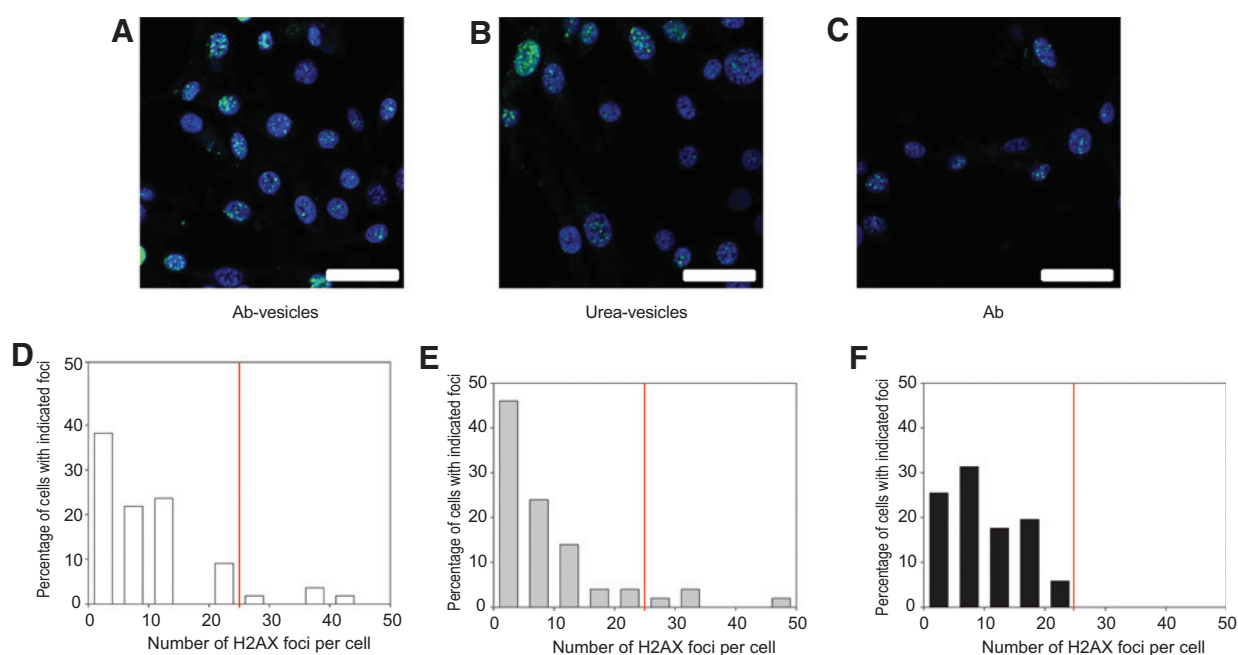 A
B
C
Ab-vesicles
Urea-vesicles
Ab
D
Percentage of cells with indicated foci
50
40
30
20
10
0
0 10 20 30 40 50
Number of H2AX foci per cell
E
Percentage of cells with indicated foci
50
40
30
20
10
0
0 10 20 30 40 50
Number of H2AX foci per cell
F
Percentage of cells with indicated foci
50
40
30
20
10
0
0 10 20 30 40 50
Number of H2AX foci per cell